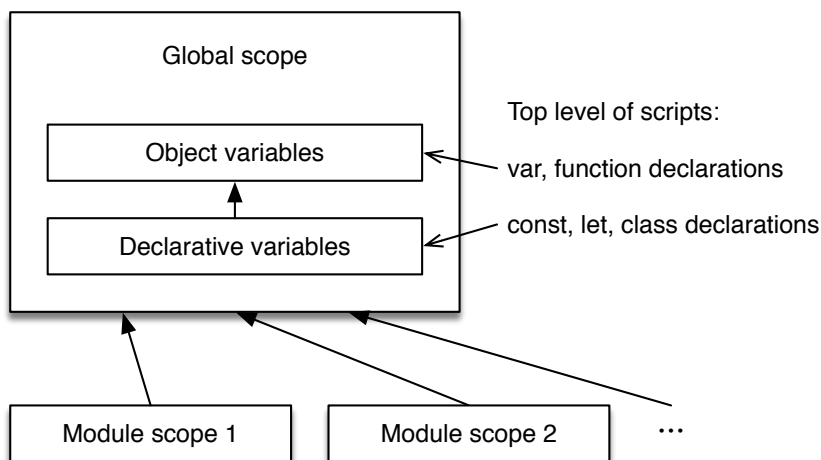 Global scope
Top level of scripts:
Object variables
var, function declarations
const, let, class declarations
Declarative variables
Module scope 1
Module scope 2
...